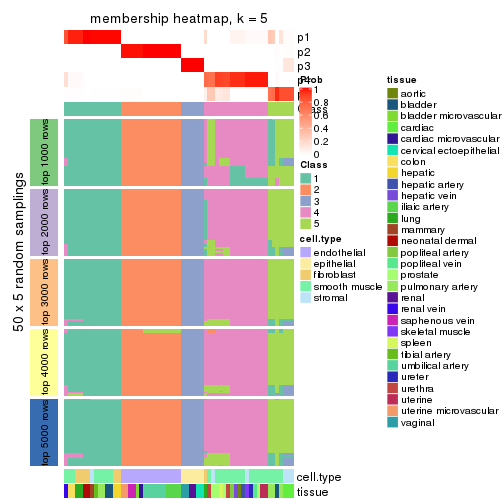 membership heatmap, k = 5
p1
p2
p3
p4
Prob
1
0.8
0.6
0.4
0.2
0
Class
1
2
3
4
5
cell.type
endothelial
epithelial
fibroblast
smooth muscle
stromal
tissue
aortic
bladder
bladder microvascular
cardiac
cardiac microvascular
cervical ectoepithelial
colon
hepatic
hepatic artery
hepatic vein
iliaic artery
lung
mammary
neonatal dermal
popliteal artery
popliteal vein
prostate
pulmonary artery
renal
renal vein
saphenous vein
skeletal muscle
spleen
tibial artery
umbilical artery
ureter
urethra
uterine
uterine microvascular
vaginal
50 x 5 random samplings
top 1000 rows
top 2000 rows
top 3000 rows
top 4000 rows
top 5000 rows
cell.type
tissue